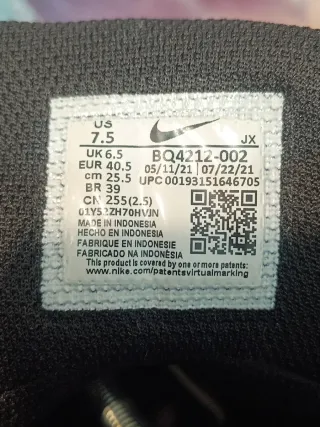 US
7.5
JX
UK 6.5
BQ4212-002
EUR 40.5
05/11/21 | 07/22/21
cm 25.5
UPC 00193151646705
BR 39
CN 255(2.5)
MADE IN INDONESIA
HECHO EN INDONESIA
FABRIQUE EN INDONESIE
FABRICADO NA INDONÉSIA
This product is covered by one or more patents:
www.nike.com/patentsvirtualmarking